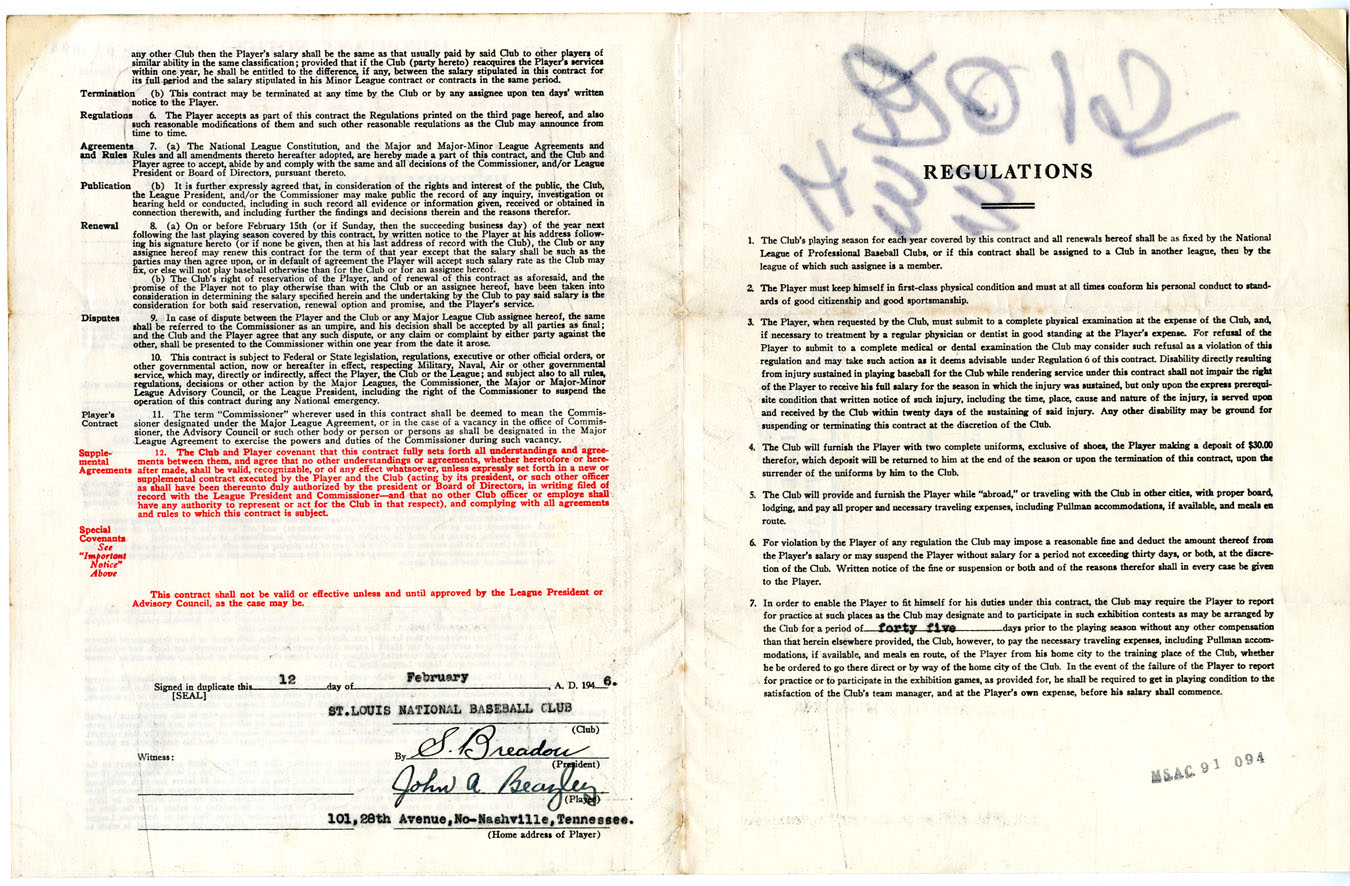 any other Club then the Player's salary shall be the same as that usually paid by said Club to other players of
similar ability in the same classification; provided that if the Club (party hereto) reacquires the Player's services
within one year, he shall be entitled to the difference, if any, between the salary stipulated in this contract for
its full period and the salary stipulated in his Minor League contract or contracts in the same period.
Termination (b) This contract may be terminated at any time by the Club or by any assignee upon ten days' written
notice to the Player.
Regulations 6. The Player accepts as part of this contract the Regulations printed on the third page hereof, and also
such reasonable modifications of them and such other reasonable regulations as the Club may announce from
time to time.
Agreements 7. (a) The National League Constitution, and the Major and Major-Minor League Agreements and
and Rules Rules and all amendments thereto hereafter adopted, are hereby made a part of this contract, and the Club and
Player agree to accept, abide by and comply with the same and all decisions of the Commissioner, and/or League
President or Board of Directors, pursuant thereto.
Publication (b) It is further expressly agreed that, in consideration of the rights and interest of the public, the Club,
the League President, and/or the Commissioner may make public the record of any inquiry, investigation or
hearing held or conducted, including in such record all evidence or information given, received or obtained in
connection therewith, and including further the findings and decisions therein and the reasons therefor.
Renewal 8. (a) On or before February 15th (or if Sunday, then the succeeding business day) of the year next
following the last playing season covered by this contract, by written notice to the Player at his address follow-
ing his signature hereto (or if none be given, then at his last address of record with the Club), the Club or any
assignee hereof may renew this contract for the term of that year except that the salary shall be such as the
parties may then agree upon, or in default of agreement the Player will accept such salary rate as the Club may
fix, or else will not play baseball otherwise than for the Club or for an assignee hereof.
(b) The Club's right of reservation of the Player, and of renewal of this contract as aforesaid, and the
promise of the Player not to play otherwise than with the Club or an assignee hereof, have been taken into
consideration in determining the salary specified herein and the undertaking by the Club to pay said salary is the
consideration for both said reservation, renewal option and promise, and the Player's service.
Disputes 9. In case of dispute between the Player and the Club or any Major League Club assignee hereof, the same
shall be referred to the Commissioner as an umpire, and his decision shall be accepted by all parties as final;
and the Club and the Player agree that any such dispute, or any claim or complaint by either party against the
other, shall be presented to the Commissioner within one year from the date it arose.
10. This contract is subject to Federal or State legislation, regulations, executive or other official orders, or
other governmental action, now or hereafter in effect, respecting Military, Naval, Air or other governmental
service, which may, directly or indirectly, affect the Player, the Club or the League; and subject also to all rules,
regulations, decisions or other action by the Major Leagues, the Commissioner, the Major or Major-Minor
League Advisory Council, or the League President, including the right of the Commissioner to suspend the
operation of this contract during any National emergency.
Player's 11. The term "Commissioner" wherever used in this contract shall be deemed to mean the Commis-
Contract sioner designated under the Major League Agreement, or in the case of a vacancy in the office of Commis-
sioner, the Advisory Council or such other body or person or persons as shall be designated in the Major
League Agreement to exercise the powers and duties of the Commissioner during such vacancy.
Supple- 12. The Club and Player covenant that this contract fully sets forth all understandings and agree-
mental ments between them, and agree that no other understandings or agreements, whether heretofore or here-
Agreements after made, shall be valid, recognizable, or of any effect whatsoever, unless expressly set forth in a new or
supplemental contract executed by the Player and the Club (acting by its president, or such other officer
as shall have been thereunto duly authorized by the president or Board of Directors, in writing filed of
record with the League President and Commissioner—and that no other Club officer or employe shall
have any authority to represent or act for the Club in that respect), and complying with all agreements
and rules to which this contract is subject.
Special
Covenants
See
"Important
Notice"
Above
This contract shall not be valid or effective unless and until approved by the League President or
Advisory Council, as the case may be.
Signed in duplicate this 12 day of February, A. D. 194 6.
[SEAL]
ST.LOUIS NATIONAL BASEBALL CLUB
(Club)
Witness: By S. Breadon
(President)
John A. Beazley
(Player)
101,28th Avenue,No-Nashville,Tennessee.
(Home address of Player)
REGULATIONS
1. The Club's playing season for each year covered by this contract and all renewals hereof shall be as fixed by the National
League of Professional Baseball Clubs, or if this contract shall be assigned to a Club in another league, then by the
league of which such assignee is a member.
2. The Player must keep himself in first-class physical condition and must at all times conform his personal conduct to stand-
ards of good citizenship and good sportsmanship.
3. The Player, when requested by the Club, must submit to a complete physical examination at the expense of the Club, and,
if necessary to treatment by a regular physician or dentist in good standing at the Player's expense. For refusal of the
Player to submit to a complete medical or dental examination the Club may consider such refusal as a violation of this
regulation and may take such action as it deems advisable under Regulation 6 of this contract. Disability directly resulting
from injury sustained in playing baseball for the Club while rendering service under this contract shall not impair the right
of the Player to receive his full salary for the season in which the injury was sustained, but only upon the express prerequi-
site condition that written notice of such injury, including the time, place, cause and nature of the injury, is served upon
and received by the Club within twenty days of the sustaining of said injury. Any other disability may be ground for
suspending or terminating this contract at the discretion of the Club.
4. The Club will furnish the Player with two complete uniforms, exclusive of shoes, the Player making a deposit of $30.00
therefor, which deposit will be returned to him at the end of the season or upon the termination of this contract, upon the
surrender of the uniforms by him to the Club.
5. The Club will provide and furnish the Player while "abroad," or traveling with the Club in other cities, with proper board,
lodging, and pay all proper and necessary traveling expenses, including Pullman accommodations, if available, and meals en
route.
6. For violation by the Player of any regulation the Club may impose a reasonable fine and deduct the amount thereof from
the Player's salary or may suspend the Player without salary for a period not exceeding thirty days, or both, at the discre-
tion of the Club. Written notice of the fine or suspension or both and of the reasons therefor shall in every case be given
to the Player.
7. In order to enable the Player to fit himself for his duties under this contract, the Club may require the Player to report
for practice at such places as the Club may designate and to participate in such exhibition contests as may be arranged by
the Club for a period of forty five days prior to the playing season without any other compensation
than that herein elsewhere provided, the Club, however, to pay the necessary traveling expenses, including Pullman accom-
modations, if available, and meals en route, of the Player from his home city to the training place of the Club, whether
he be ordered to go there direct or by way of the home city of the Club. In the event of the failure of the Player to report
for practice or to participate in the exhibition games, as provided for, he shall be required to get in playing condition to the
satisfaction of the Club's team manager, and at the Player's own expense, before his salary shall commence.
MSAC 91 094